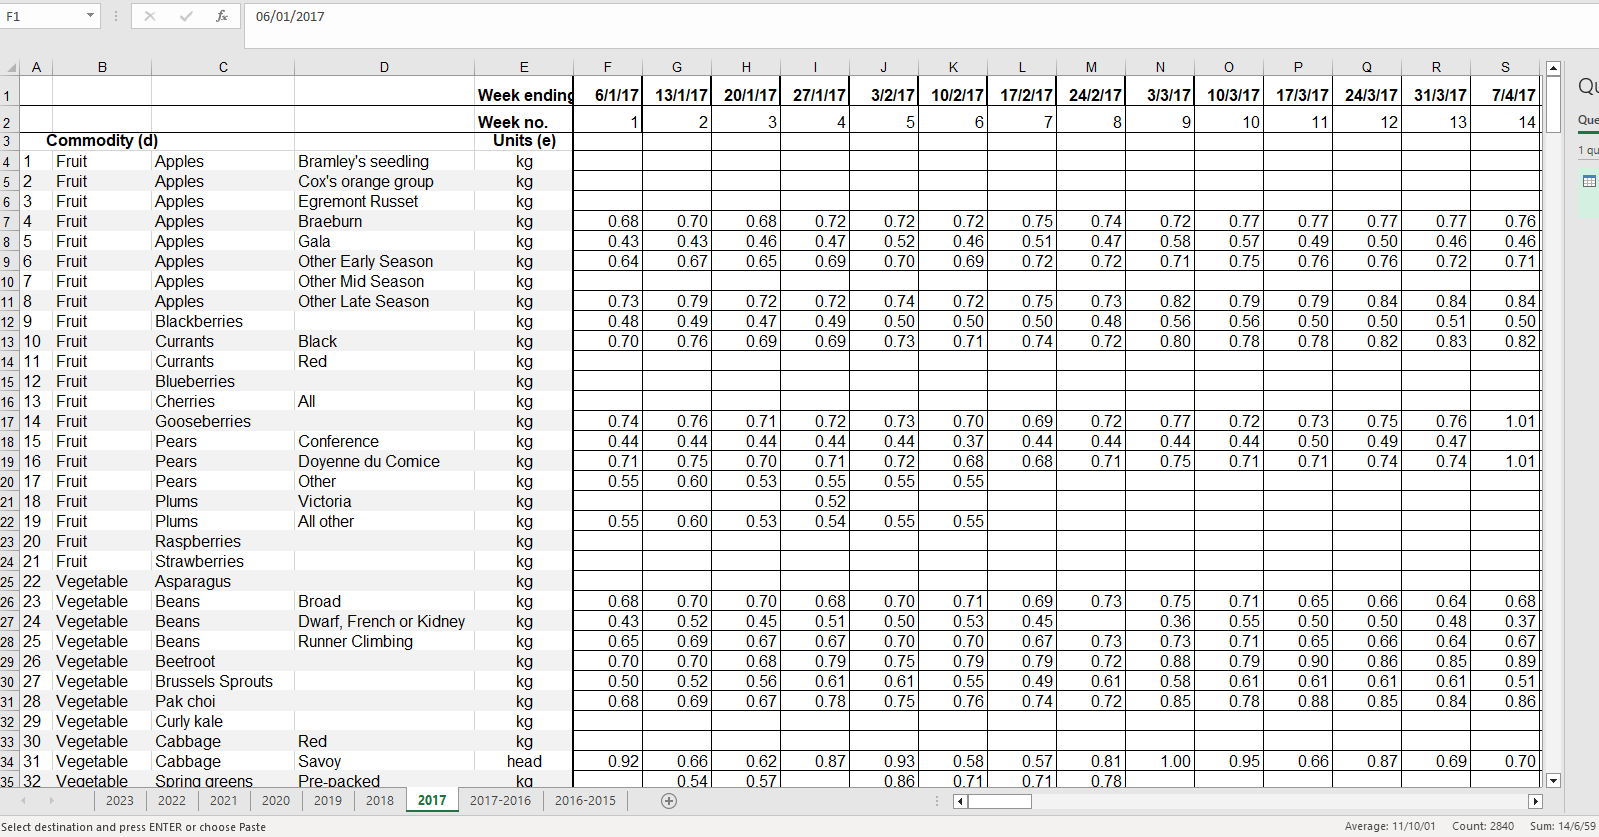 F1 fx 06/01/2017
A B C D E F G H I J K L M N O P Q R S
1 Week ending 6/1/17 13/1/17 20/1/17 27/1/17 3/2/17 10/2/17 17/2/17 24/2/17 3/3/17 10/3/17 17/3/17 24/3/17 31/3/17 7/4/17
2 Week no. 1 2 3 4 5 6 7 8 9 10 11 12 13 14
3 Commodity (d) Units (e)
4 1 Fruit Apples Bramley's seedling kg
5 2 Fruit Apples Cox's orange group kg
6 3 Fruit Apples Egremont Russet kg
7 4 Fruit Apples Braeburn kg 0.68 0.70 0.68 0.72 0.72 0.72 0.75 0.74 0.72 0.77 0.77 0.77 0.77 0.76
8 5 Fruit Apples Gala kg 0.43 0.43 0.46 0.47 0.52 0.46 0.51 0.47 0.58 0.57 0.49 0.50 0.46 0.46
9 6 Fruit Apples Other Early Season kg 0.64 0.67 0.65 0.69 0.70 0.69 0.72 0.72 0.71 0.75 0.76 0.76 0.72 0.71
10 7 Fruit Apples Other Mid Season kg
11 8 Fruit Apples Other Late Season kg 0.73 0.79 0.72 0.72 0.74 0.72 0.75 0.73 0.82 0.79 0.79 0.84 0.84 0.84
12 9 Fruit Blackberries kg 0.48 0.49 0.47 0.49 0.50 0.50 0.50 0.48 0.56 0.56 0.50 0.50 0.51 0.50
13 10 Fruit Currants Black kg 0.70 0.76 0.69 0.69 0.73 0.71 0.74 0.72 0.80 0.78 0.78 0.82 0.83 0.82
14 11 Fruit Currants Red kg
15 12 Fruit Blueberries kg
16 13 Fruit Cherries All kg
17 14 Fruit Gooseberries kg 0.74 0.76 0.71 0.72 0.73 0.70 0.69 0.72 0.77 0.72 0.73 0.75 0.76 1.01
18 15 Fruit Pears Conference kg 0.44 0.44 0.44 0.44 0.44 0.37 0.44 0.44 0.44 0.44 0.50 0.49 0.47
19 16 Fruit Pears Doyenne du Comice kg 0.71 0.75 0.70 0.71 0.72 0.68 0.68 0.71 0.75 0.71 0.71 0.74 0.74 1.01
20 17 Fruit Pears Other kg 0.55 0.60 0.53 0.55 0.55 0.55
21 18 Fruit Plums Victoria kg 0.52
22 19 Fruit Plums All other kg 0.55 0.60 0.53 0.54 0.55 0.55
23 20 Fruit Raspberries kg
24 21 Fruit Strawberries kg
25 22 Vegetable Asparagus kg
26 23 Vegetable Beans Broad kg 0.68 0.70 0.70 0.68 0.70 0.71 0.69 0.73 0.75 0.71 0.65 0.66 0.64 0.68
27 24 Vegetable Beans Dwarf, French or Kidney kg 0.43 0.52 0.45 0.51 0.50 0.53 0.45 0.36 0.55 0.50 0.50 0.48 0.37
28 25 Vegetable Beans Runner Climbing kg 0.65 0.69 0.67 0.67 0.70 0.70 0.67 0.73 0.73 0.71 0.65 0.66 0.64 0.67
29 26 Vegetable Beetroot kg 0.70 0.70 0.68 0.79 0.75 0.79 0.79 0.72 0.88 0.79 0.90 0.86 0.85 0.89
30 27 Vegetable Brussels Sprouts kg 0.50 0.52 0.56 0.61 0.61 0.55 0.49 0.61 0.58 0.61 0.61 0.61 0.61 0.51
31 28 Vegetable Pak choi kg 0.68 0.69 0.67 0.78 0.75 0.76 0.74 0.72 0.85 0.78 0.88 0.85 0.84 0.86
32 29 Vegetable Curly kale kg
33 30 Vegetable Cabbage Red kg
34 31 Vegetable Cabbage Savoy head 0.92 0.66 0.62 0.87 0.93 0.58 0.57 0.81 1.00 0.95 0.66 0.87 0.69 0.70
35 32 Vegetable Spring greens Pre-packed kg 0.54 0.57 0.86 0.71 0.71 0.78
Qu
Que
1 qu
2023 2022 2021 2020 2019 2018 2017 2017-2016 2016-2015
Select destination and press ENTER or choose Paste Average: 11/10/01 Count: 2840 Sum: 14/6/59